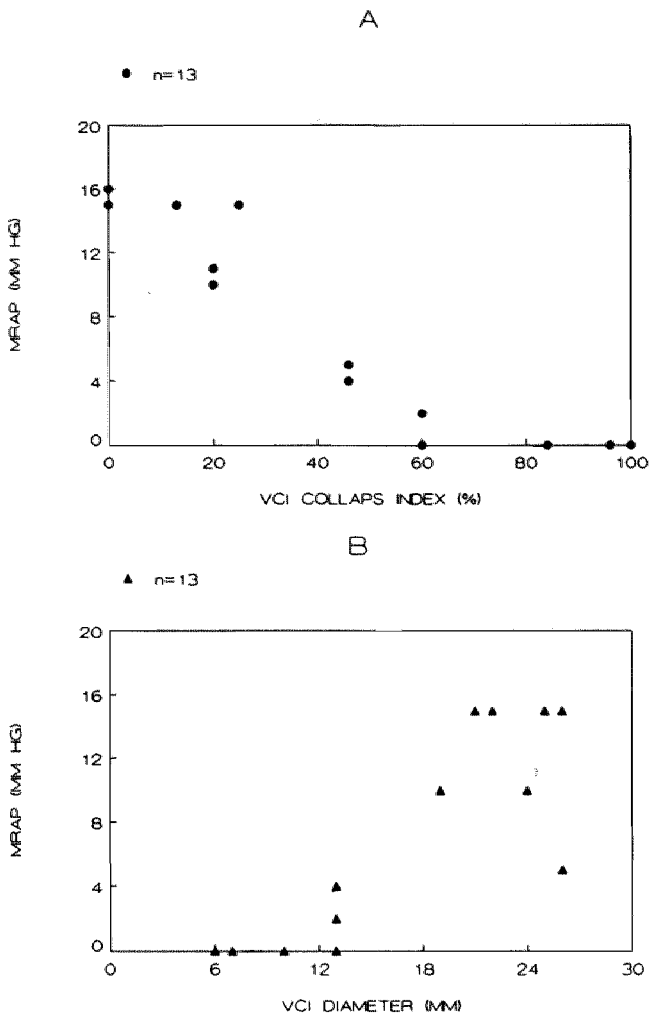 A
n=13
20
16
12
8
4
0
MRAP (MM HG)
0 20 40 60 80 100
VCI COLLAPS INDEX (%)
B
n=13
20
16
12
8
4
0
MRAP (MM HG)
0 6 12 18 24 30
VCI DIAMETER (MM)